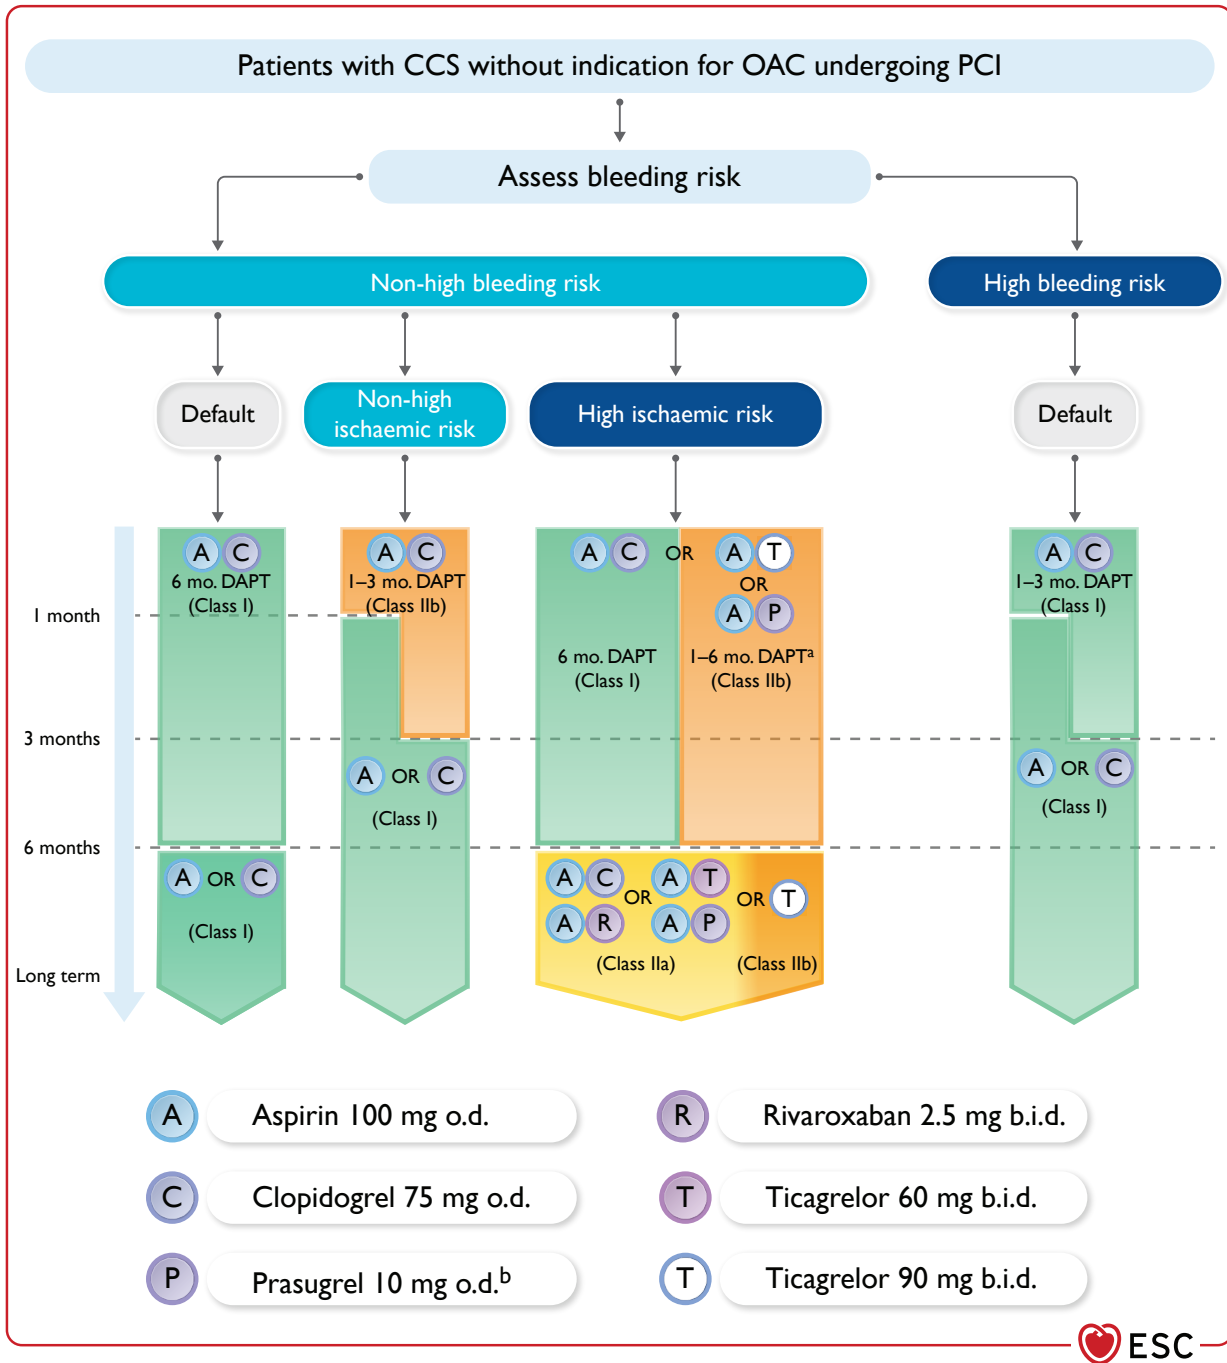 Patients with CCS without indication for OAC undergoing PCI
Assess bleeding risk
Non-high bleeding risk
High bleeding risk
Default
Non-high
ischaemic risk
High ischaemic risk
Default
A C
6 mo. DAPT
(Class I)
A C
1–3 mo. DAPT
(Class IIb)
A C OR A T
OR
A P
6 mo. DAPT
(Class I)
1–6 mo. DAPTa
(Class IIb)
A C
1–3 mo. DAPT
(Class I)
1 month
3 months
A OR C
(Class I)
A OR C
(Class I)
6 months
A OR C
(Class I)
A C OR A T OR T
A R A P
(Class IIa)
(Class IIb)
Long term
A Aspirin 100 mg o.d.
R Rivaroxaban 2.5 mg b.i.d.
C Clopidogrel 75 mg o.d.
T Ticagrelor 60 mg b.i.d.
P Prasugrel 10 mg o.d.b
T Ticagrelor 90 mg b.i.d.
ESC